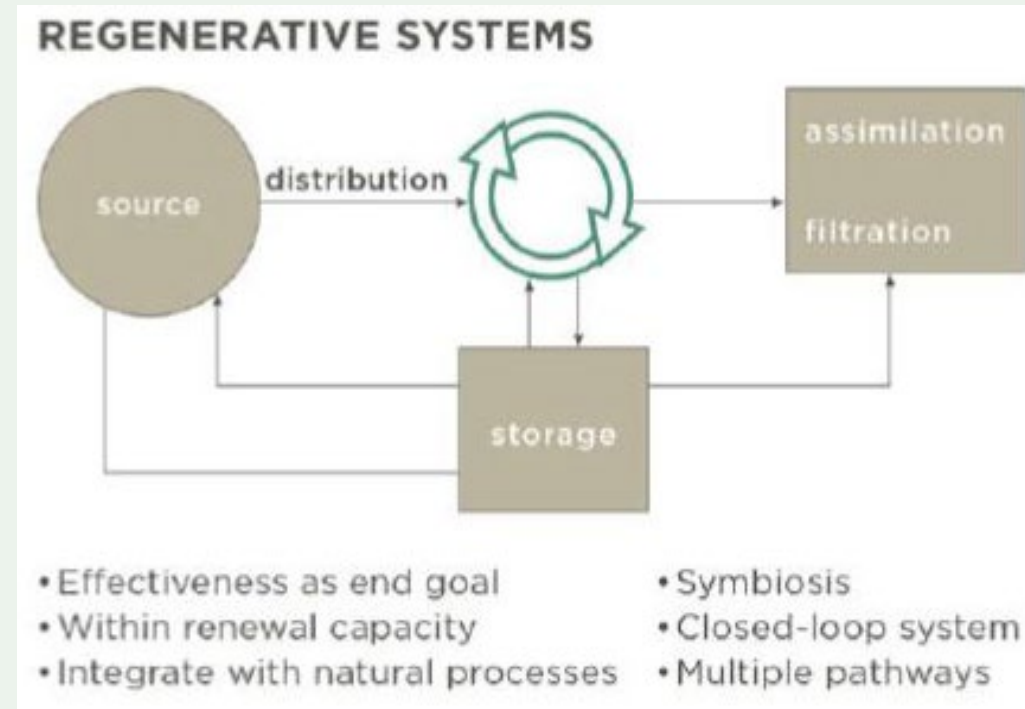 REGENERATIVE SYSTEMS
source
distribution
assimilation
filtration
storage
• Effectiveness as end goal
• Within renewal capacity
• Integrate with natural processes
• Symbiosis
• Closed-loop system
• Multiple pathways